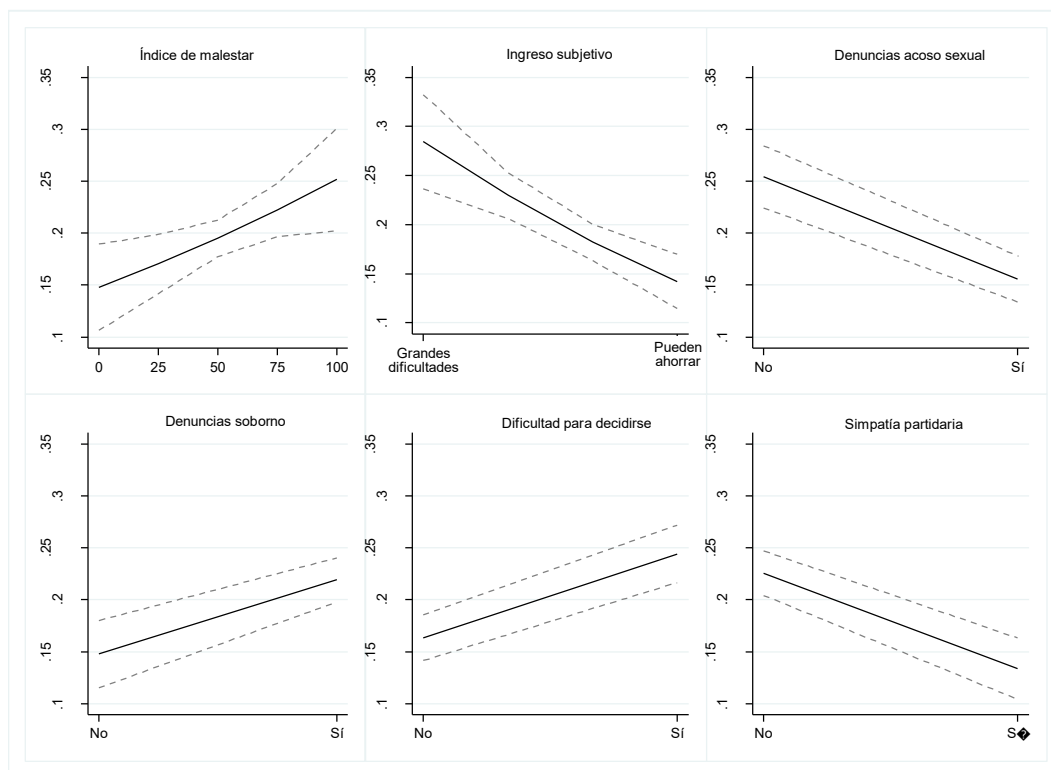 Índice de malestar
.35
.3
.25
.2
.15
.1
0 25 50 75 100
Ingreso subjetivo
.35
.3
.25
.2
.15
.1
Grandes
dificultades
Pueden
ahorrar
Denuncias acoso sexual
.35
.3
.25
.2
.15
.1
No Sí
Denuncias soborno
.35
.3
.25
.2
.15
.1
No Sí
Dificultad para decidirse
.35
.3
.25
.2
.15
.1
No Sí
Simpatía partidaria
.35
.3
.25
.2
.15
.1
No S�